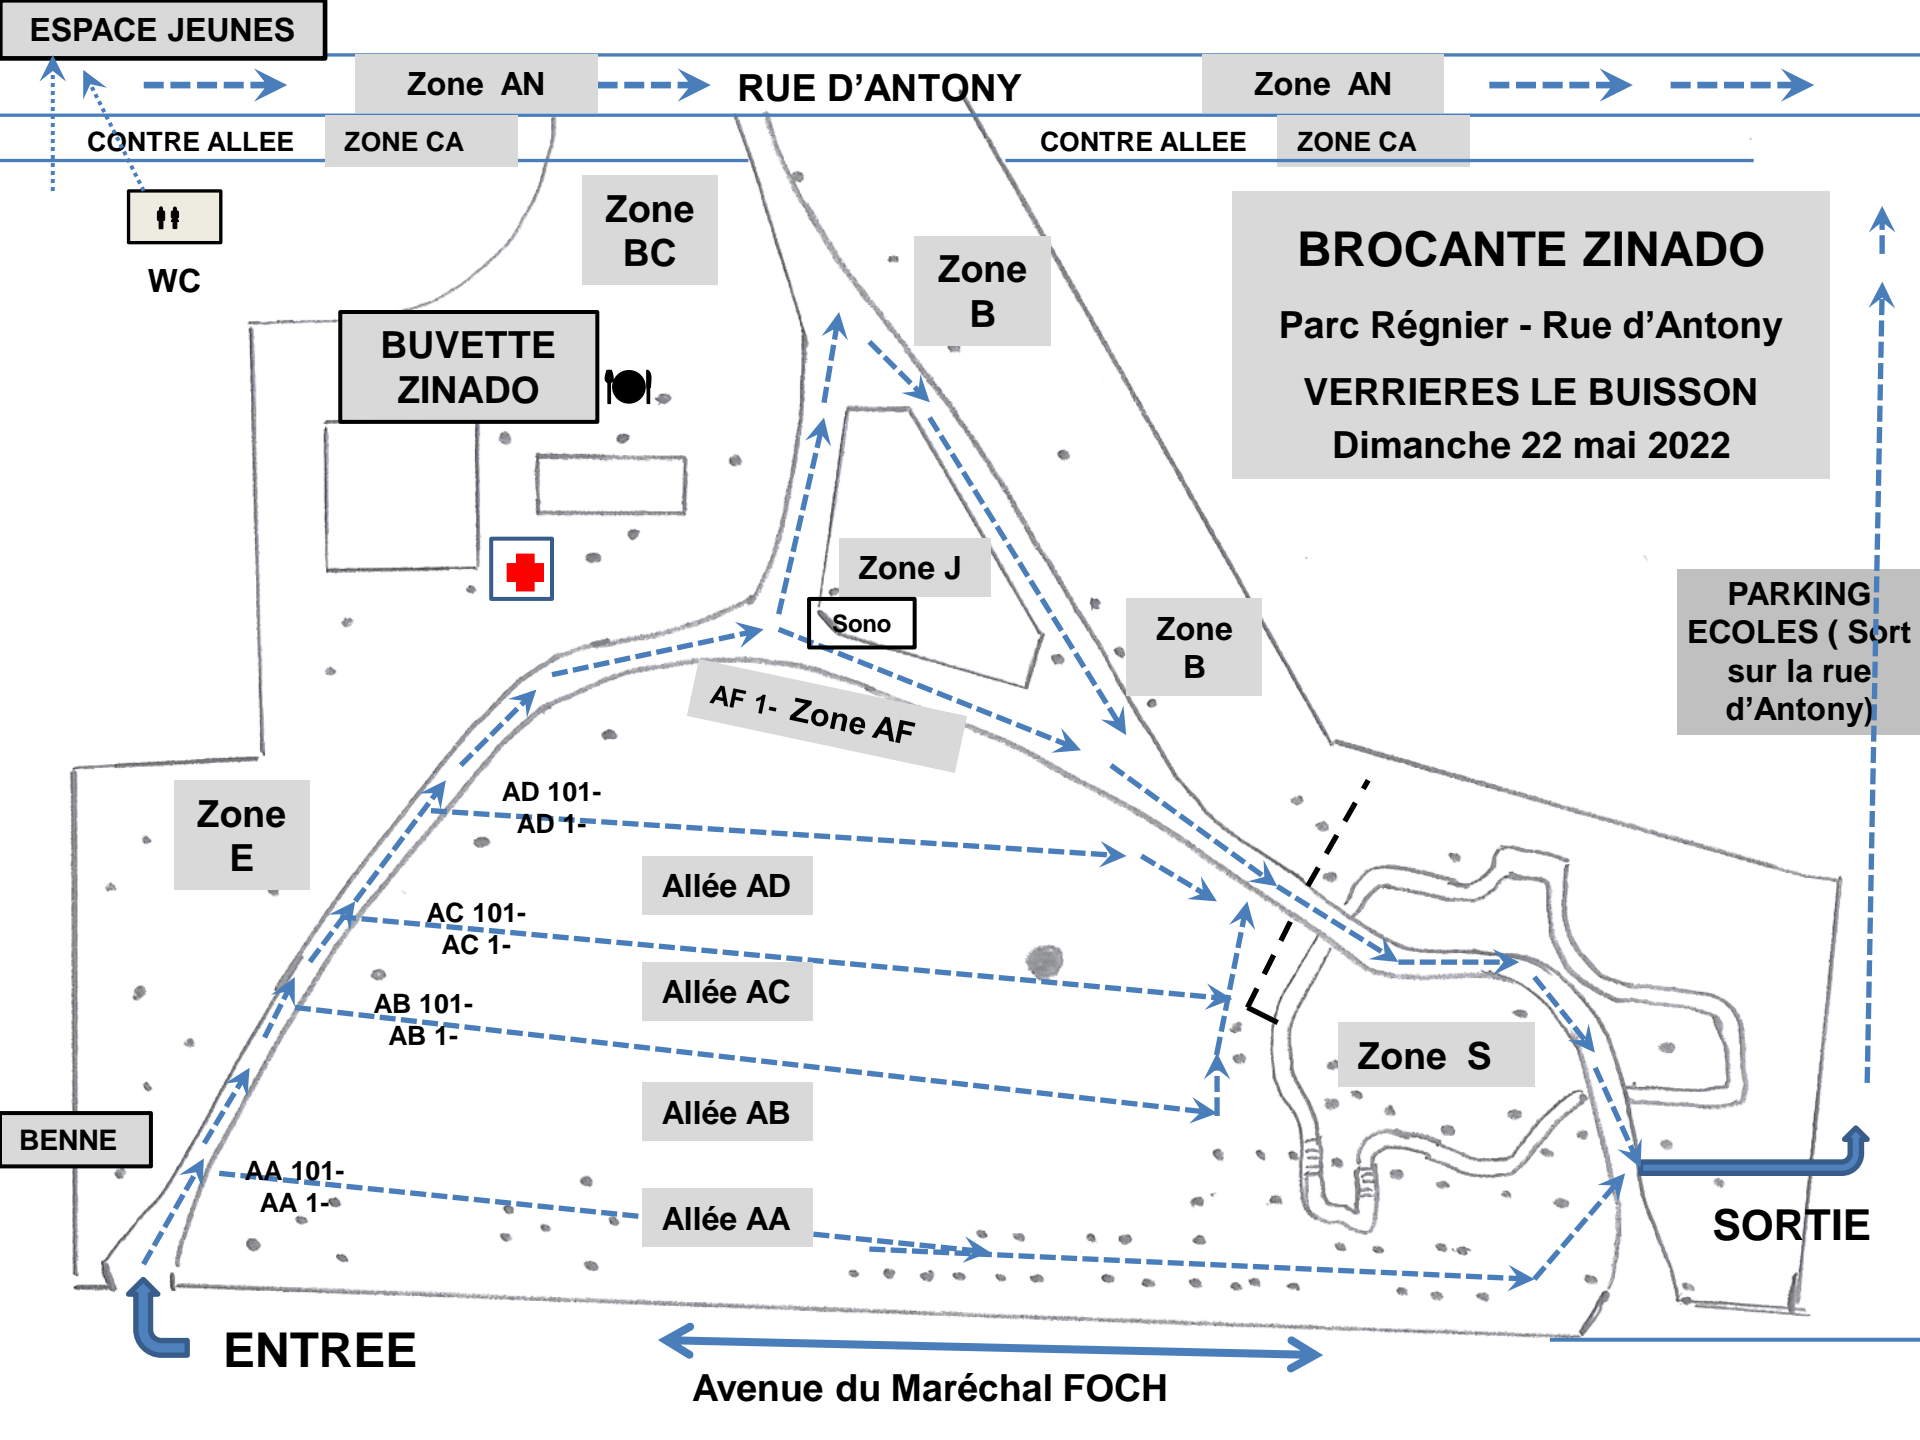 ESPACE JEUNES
Zone AN
RUE D'ANTONY
Zone AN
CONTRE ALLEE
ZONE CA
CONTRE ALLEE
ZONE CA
WC
Zone
BC
Zone
B
BROCANTE ZINADO
Parc Régnier - Rue d’Antony
VERRIERES LE BUISSON
Dimanche 22 mai 2022
BUVETTE
ZINADO
Zone J
Sono
Zone
B
PARKING
ECOLES ( Sort
sur la rue
d’Antony)
AF 1- Zone AF
Zone
E
AD 101-
AD 1-
Allée AD
AC 101-
AC 1-
Allée AC
AB 101-
AB 1-
Zone S
Allée AB
BENNE
AA 101-
AA 1-
Allée AA
SORTIE
ENTREE
Avenue du Maréchal FOCH